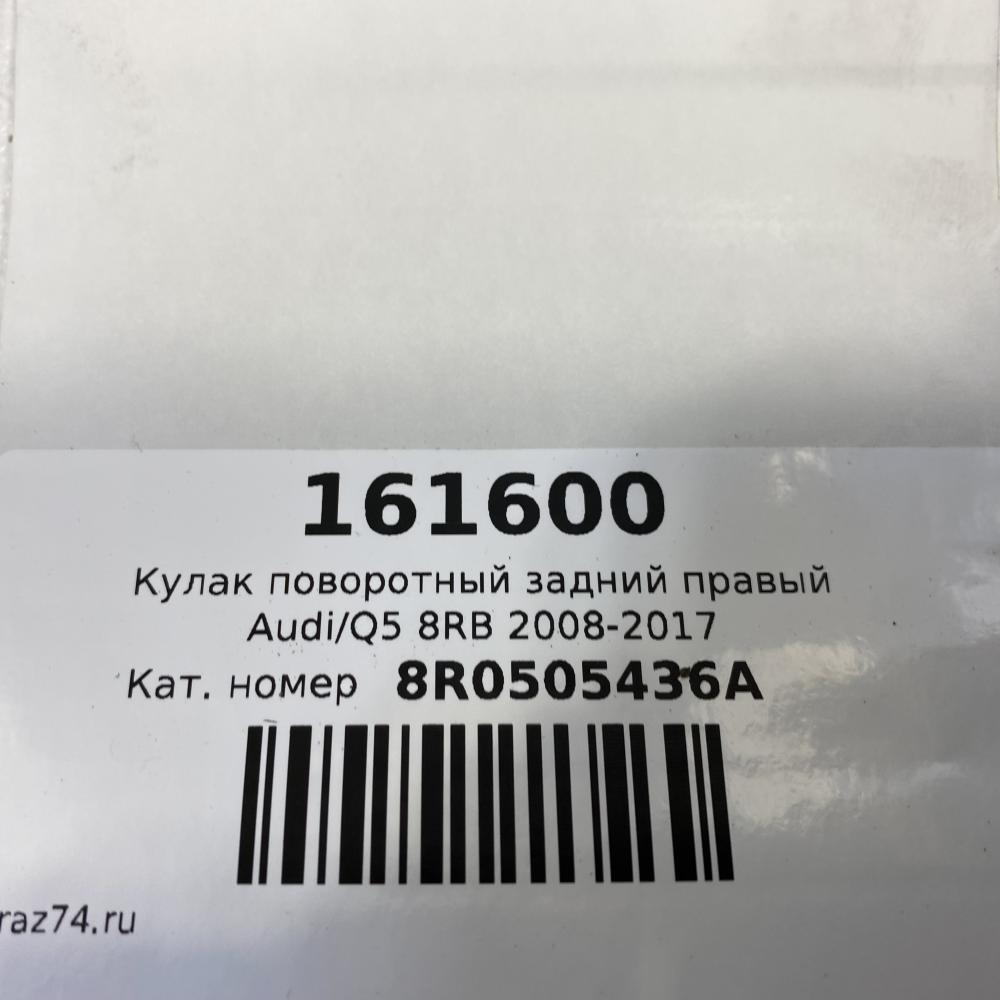 161600
Кулак поворотный задний правый
Audi/Q5 8RB 2008-2017
Кат. номер 8R0505436A
raz74.ru